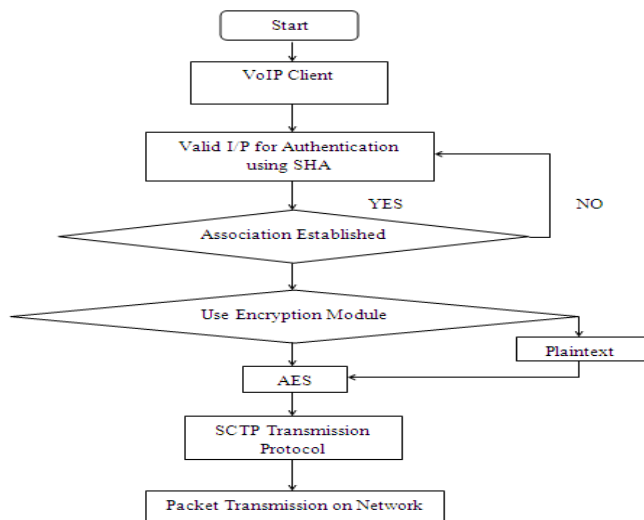 Start
VoIP Client
Valid I/P for Authentication
using SHA
YES
NO
Association Established
Use Encryption Module
Plaintext
AES
SCTP Transmission
Protocol
Packet Transmission on Network